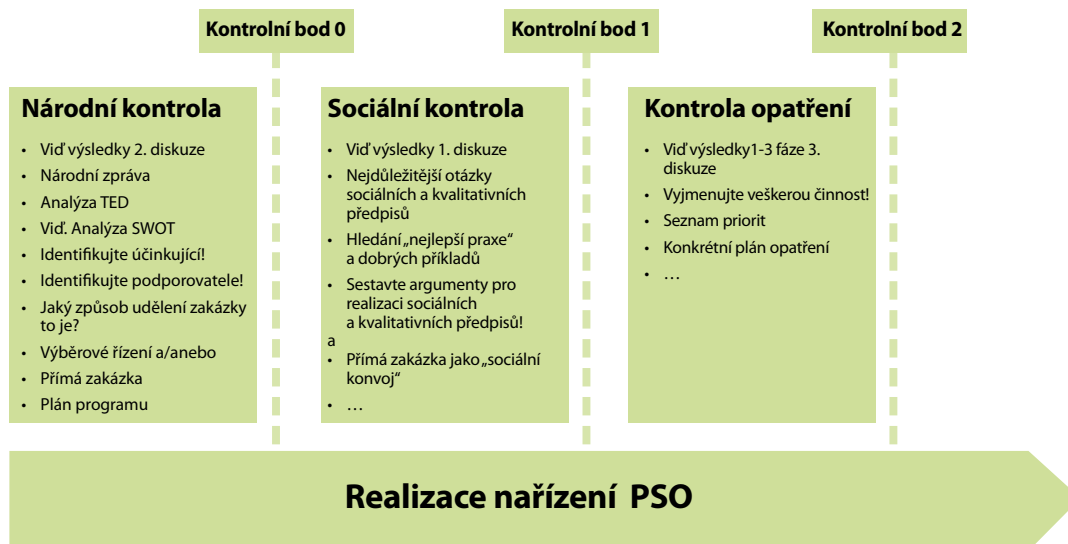 Kontrolní bod 0
Kontrolní bod 1
Kontrolní bod 2
Národní kontrola
• Viď výsledky 2. diskuze
• Národní zpráva
• Analýza TED
• Viď. Analýza SWOT
• Identifikujte účinkující!
• Identifikujte podporovatele!
• Jaký způsob udělení zakázky
to je?
• Výběrové řízení a/anebo
• Přímá zakázka
• Plán programu
Sociální kontrola
• Viď výsledky 1. diskuze
• Nejdůležitější otázky
sociálních a kvalitativních
předpisů
• Hledání „nejlepší praxe“
a dobrých příkladů
• Sestavte argumenty pro
realizaci sociálních
a kvalitativních předpisů!
a
• Přímá zakázka jako „sociální
konvoj“
• …
Kontrola opatření
• Viď výsledky1-3 fáze 3.
diskuze
• Vyjmenujte veškerou činnost!
• Seznam priorit
• Konkrétní plán opatření
• …
Realizace nařízení PSO